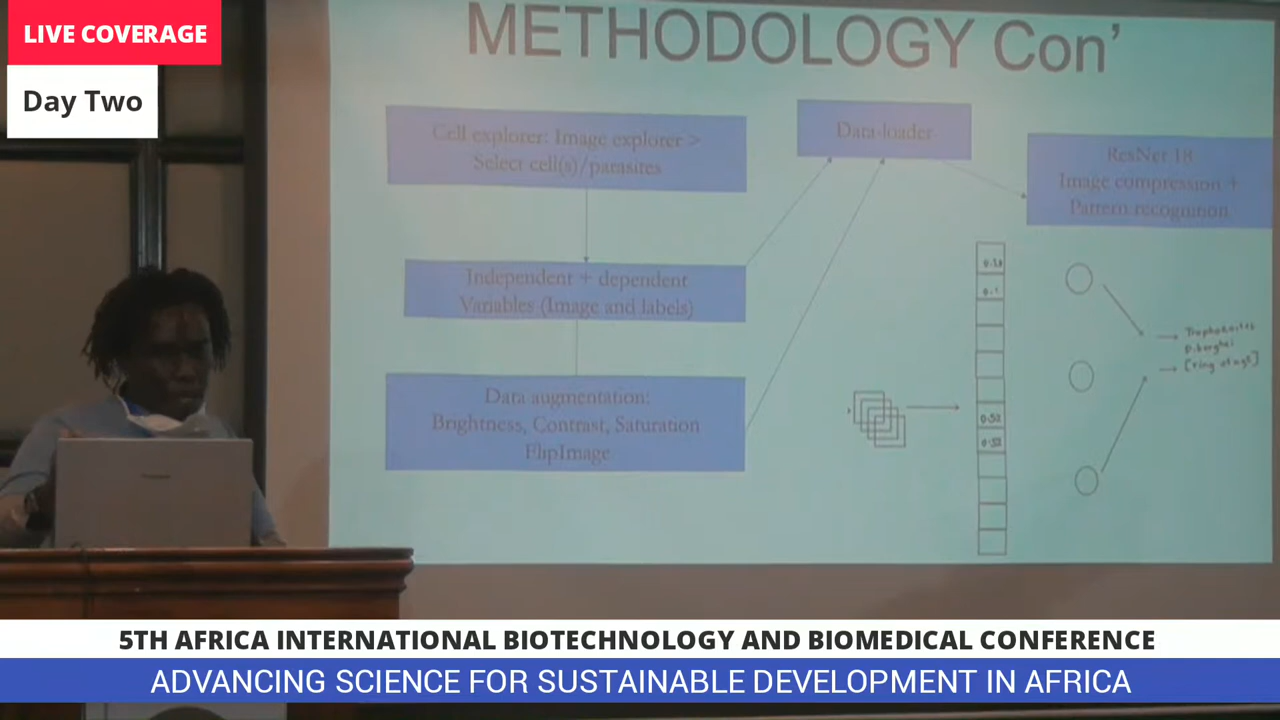 LIVE COVERAGE
Day Two
METHODOLOGY Con'
Cell explorer: Image explorer >
Select cell(s)/parasites
Data-loader
ResNet 18
Image compression +
Pattern recognition
Independent + dependent
Variables (Image and labels)
Data augmentation:
Brightness, Contrast, Saturation
FlipImage
0.1
0.52
Trophozoites
P. berghei
[ring stage]
5TH AFRICA INTERNATIONAL BIOTECHNOLOGY AND BIOMEDICAL CONFERENCE
ADVANCING SCIENCE FOR SUSTAINABLE DEVELOPMENT IN AFRICA